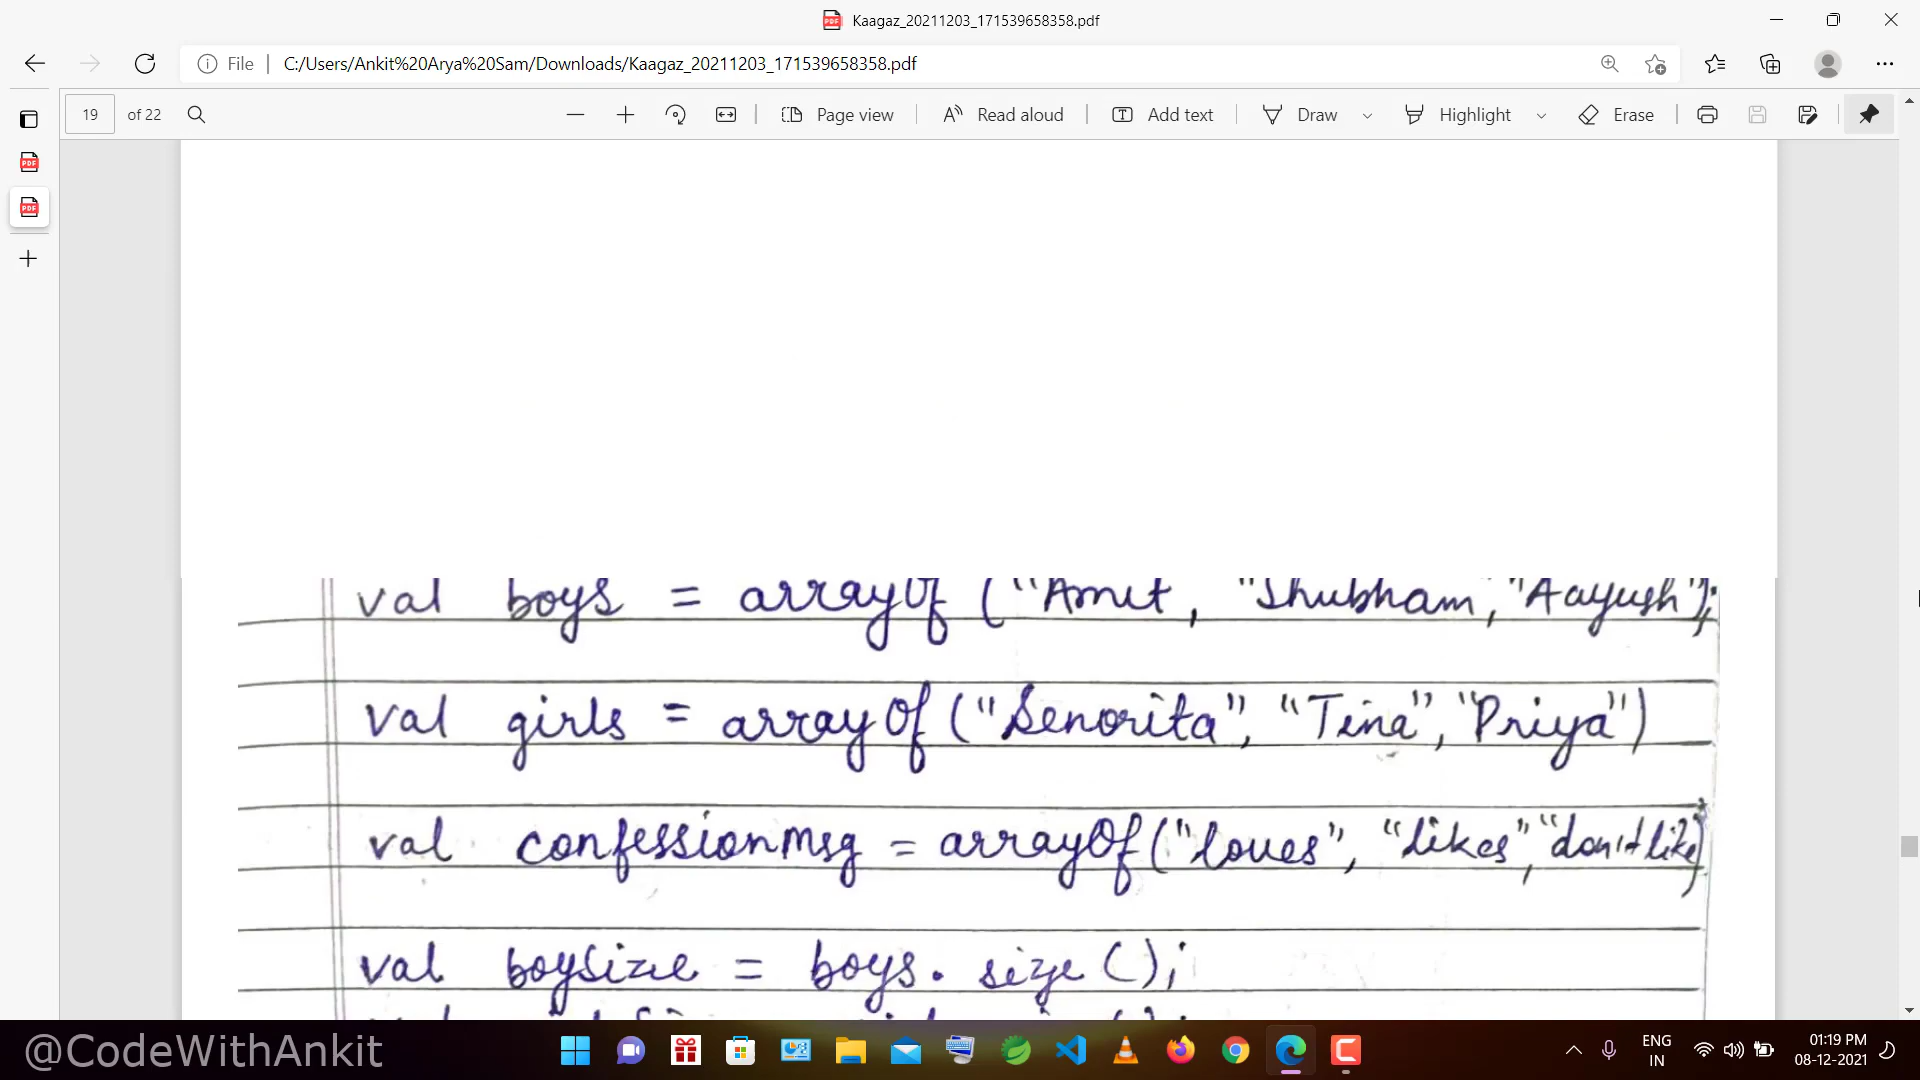 Kaagaz_20211203_171539658358.pdf
File
C:/Users/Ankit%20Arya%20Sam/Downloads/Kaagaz_20211203_171539658358.pdf
19 of 22
Page view
Read aloud
Add text
Draw
Highlight
Erase
val boys = arrayOf ("Amit, "Shubham, "Aayush");
val girls = arrayOf ("Senorita", "Tina", "Priya")
val confessionMsg = arrayOf("loves", "likes", "don't like)
val boySize = boys. size ();
@CodeWithAnkit
ENG
IN
01:19 PM
08-12-2021